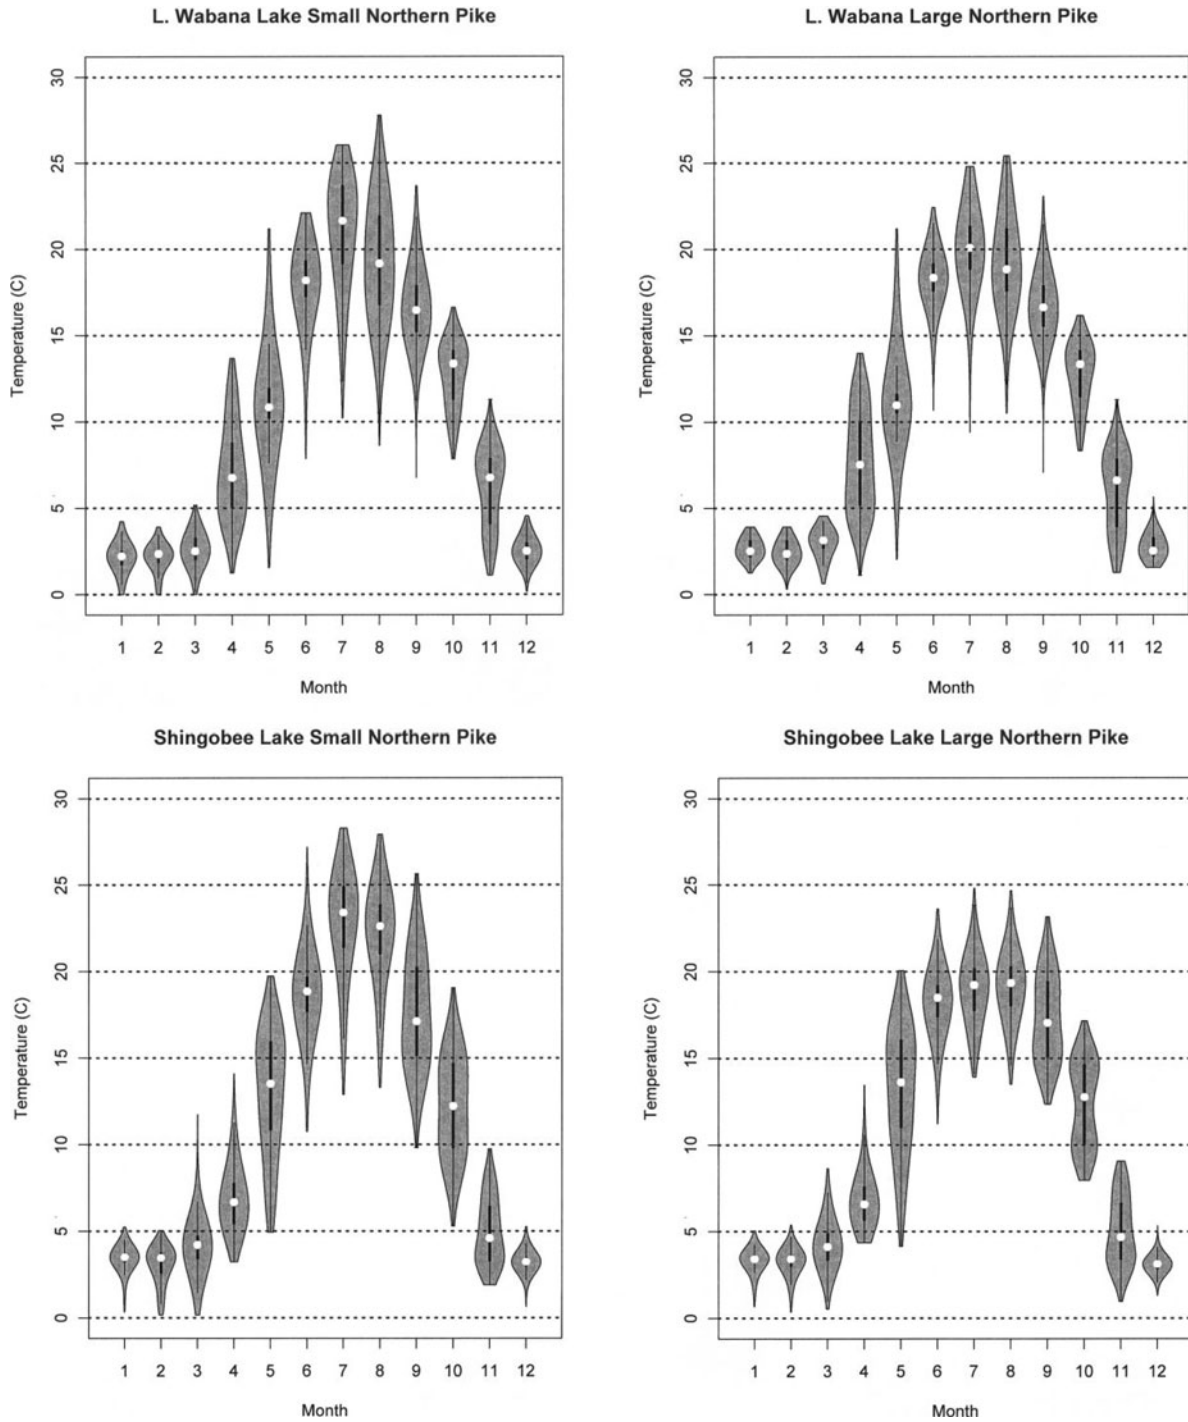 L. Wabana Lake Small Northern Pike
30
25
20
15
10
5
0
Temperature (C)
1 2 3 4 5 6 7 8 9 10 11 12
Month
L. Wabana Large Northern Pike
30
25
20
15
10
5
0
Temperature (C)
1 2 3 4 5 6 7 8 9 10 11 12
Month
Shingobee Lake Small Northern Pike
30
25
20
15
10
5
0
Temperature (C)
1 2 3 4 5 6 7 8 9 10 11 12
Month
Shingobee Lake Large Northern Pike
30
25
20
15
10
5
0
Temperature (C)
1 2 3 4 5 6 7 8 9 10 11 12
Month